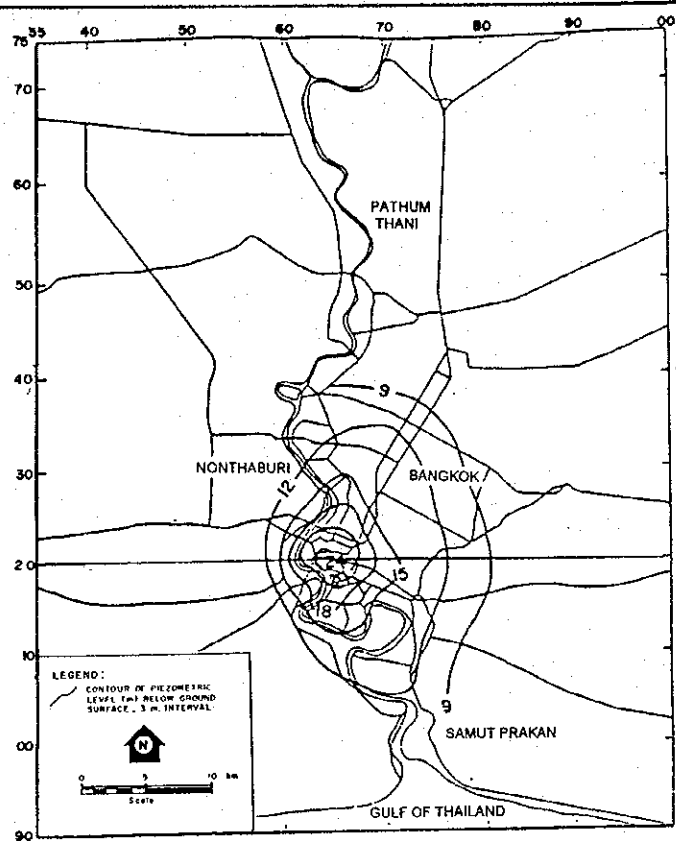 35 40 50 60 70 80 90 00
75
70
60
50
40
30
20
10
00
90
PATHUM
THANI
9
NONTHABURI
12
BANGKOK
15
18
9
SAMUT PRAKAN
GULF OF THAILAND
LEGEND:
CONTOUR OF PIEZOMETRIC
LEVEL (m) BELOW GROUND
SURFACE, 3 m. INTERVAL
N
0 5 10 km
Scale